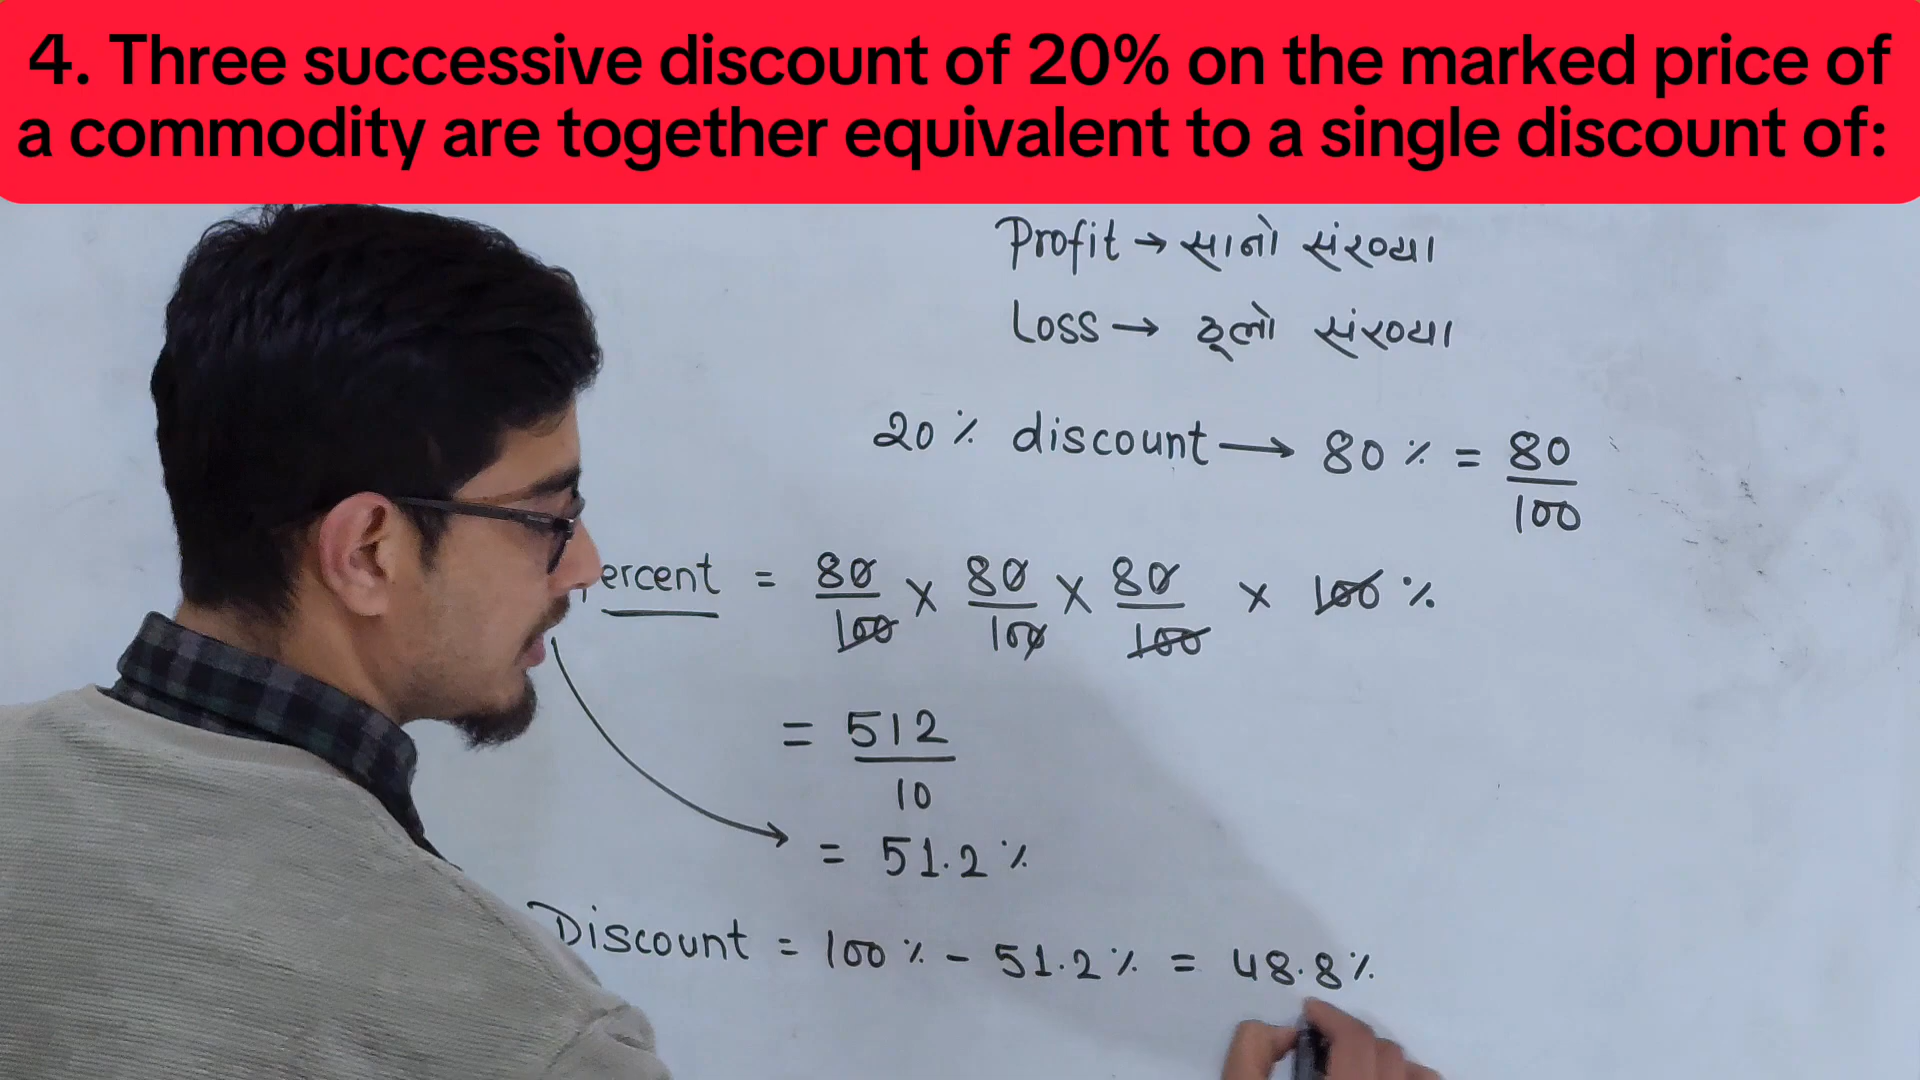 4. Three successive discount of 20% on the marked price of
a commodity are together equivalent to a single discount of:
Profit → सानो संख्या
Loss → ठूलो संख्या
20 % discount → 80 % = 80/100
ercent = 80/100 × 80/100 × 80/100 × 100 %
= 512/10
= 51.2 %
Discount = 100 % - 51.2 % = 48.8 %